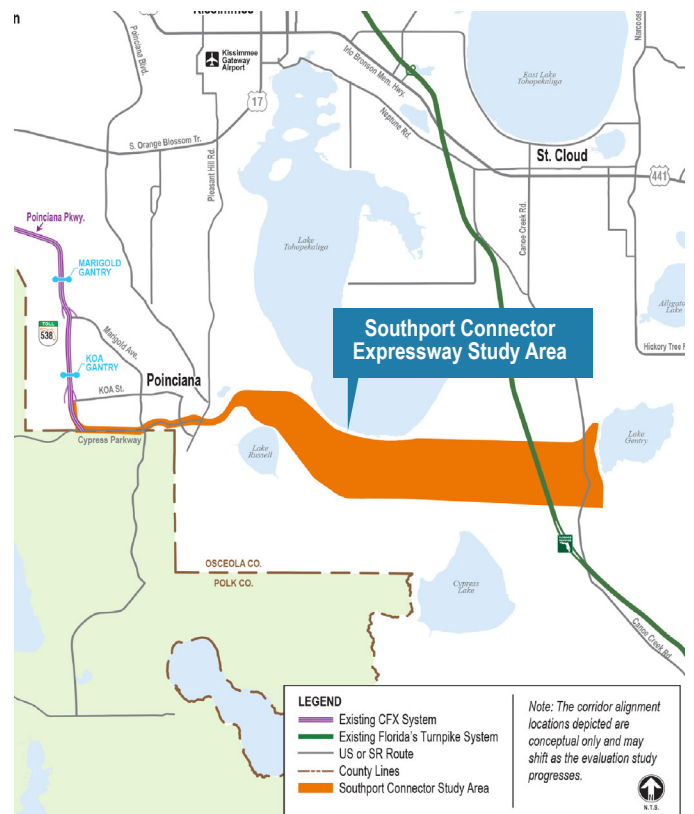 n
Kissimmee
Narcoos
Poinciana Blvd.
Kissimmee
Gateway
Airport
Irlo Bronson Mem. Hwy.
East Lake
Tohopekaliga
17
Neptune Rd.
S. Orange Blossom Tr.
Pleasant Hill Rd.
St. Cloud
441
Canoe Creek Rd.
Poinciana Pkwy.
Lake
Tohopekaliga
MARIGOLD
GANTRY
Alligato
Lake
TOLL
538
Marigold Ave.
Southport Connector
Expressway Study Area
Hickory Tree R
KOA
GANTRY
Poinciana
KOA St.
Cypress Parkway
Lake
Russell
Lake
Gentry
OSCEOLA CO.
POLK CO.
Cypress
Lake
Canoe Creek Rd.
LEGEND
Existing CFX System
Existing Florida's Turnpike System
US or SR Route
County Lines
Southport Connector Study Area
Note: The corridor alignment
locations depicted are
conceptual only and may
shift as the evaluation study
progresses.
N
N.T.S.